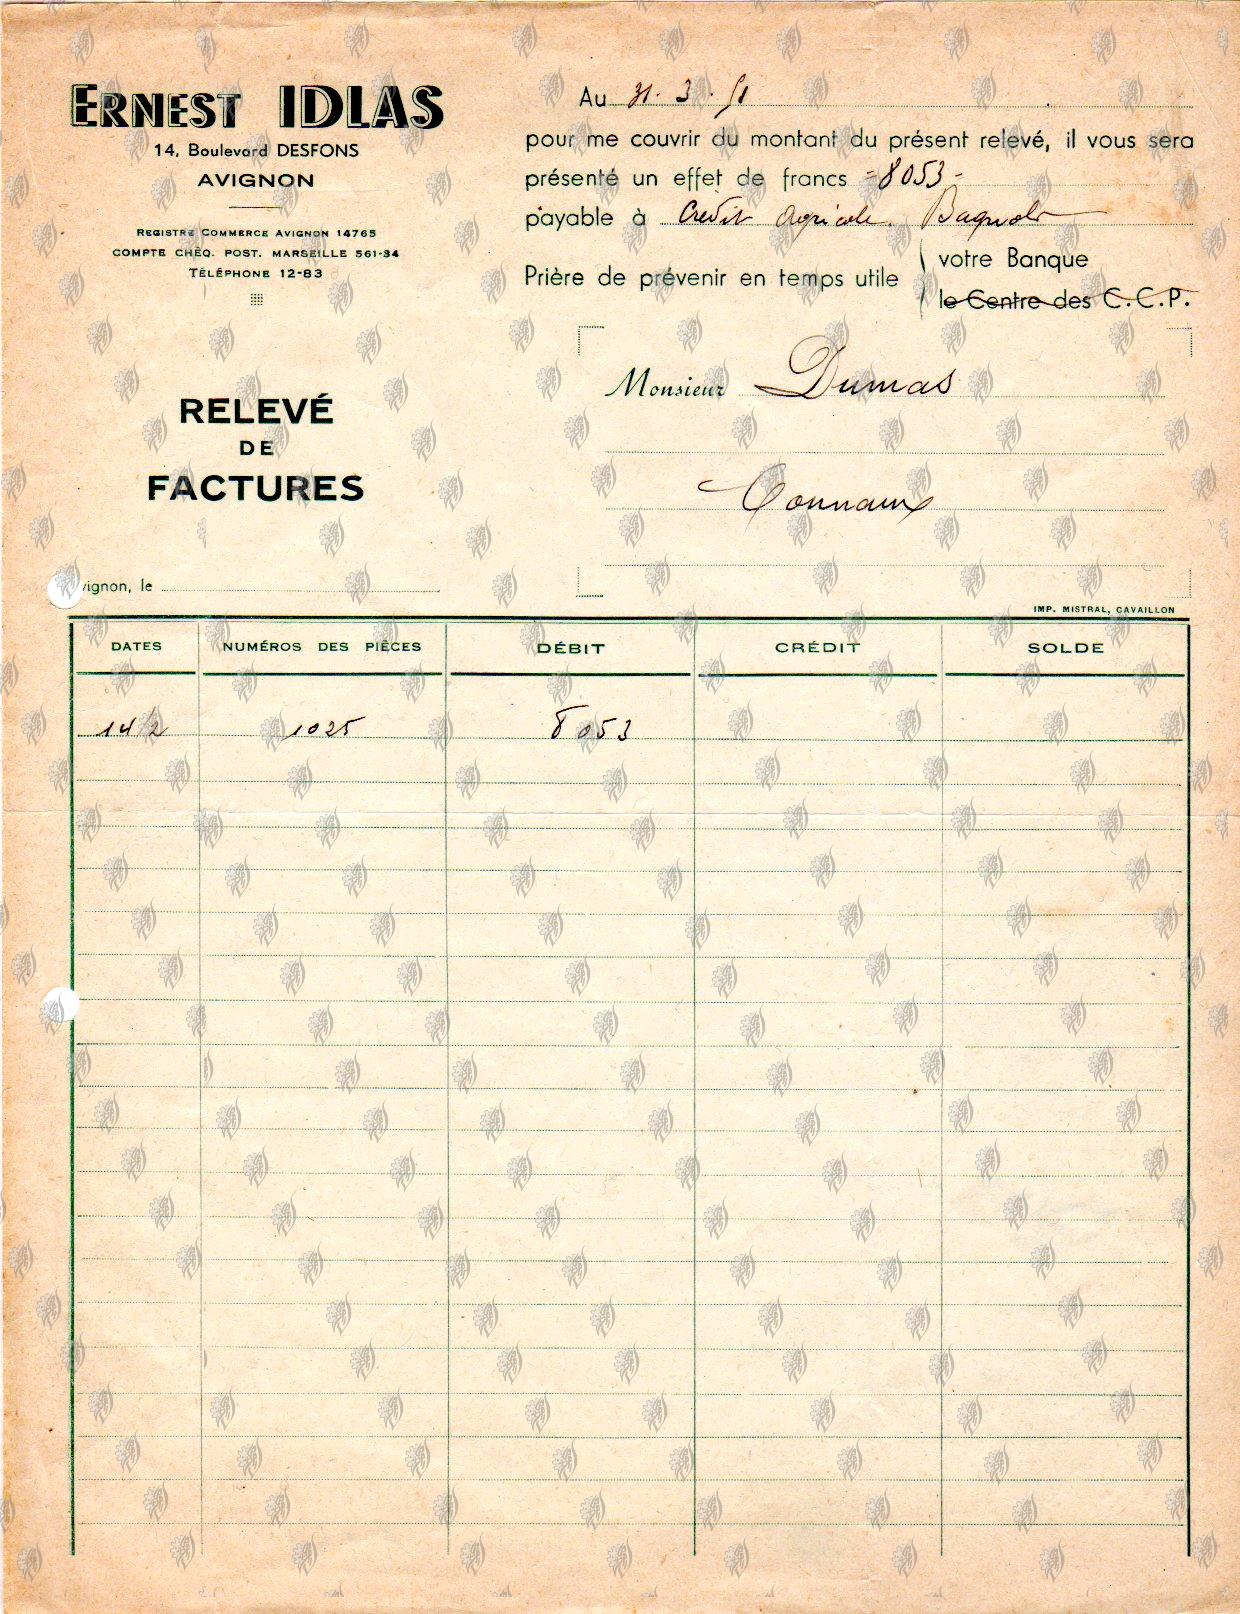 ERNEST IDLAS
14, Boulevard DESFONS
AVIGNON
REGISTRE COMMERCE AVIGNON 14765
COMPTE CHÈQ. POST. MARSEILLE 561-34
TÉLÉPHONE 12-83
Au 31. 3. 51
pour me couvrir du montant du présent relevé, il vous sera
présenté un effet de francs =8053-
payable à Credit Agricole. Bagnols
Prière de prévenir en temps utile
votre Banque
le Centre des C.C.P.
RELEVÉ
DE
FACTURES
Monsieur Dumas
Connaux
vignon, le
IMP. MISTRAL, CAVAILLON
DATES NUMÉROS DES PIÈCES DÉBIT CRÉDIT SOLDE
14/2 1025 8053